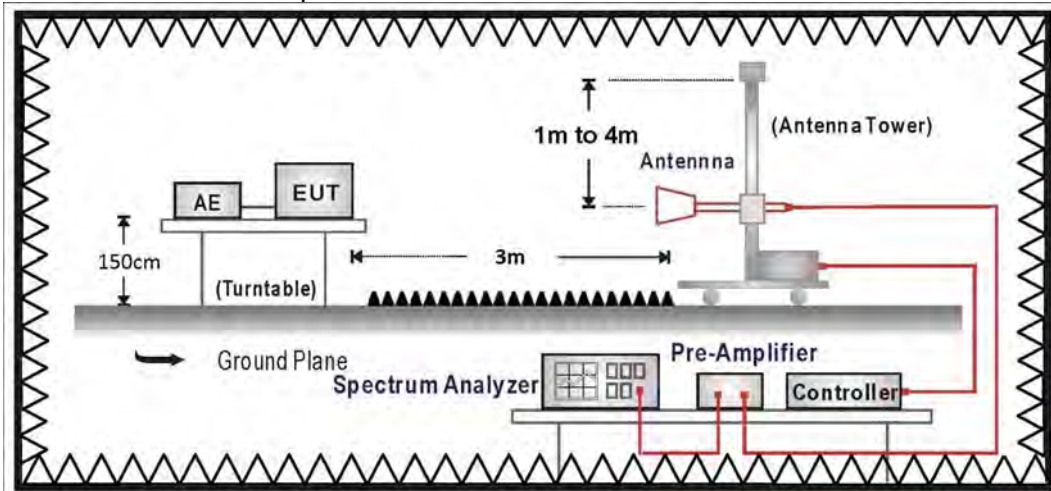 1m to 4m
(Antenna Tower)
Antennna
AE
EUT
150cm
3m
(Turntable)
Ground Plane
Pre-Amplifier
Spectrum Analyzer
Controller